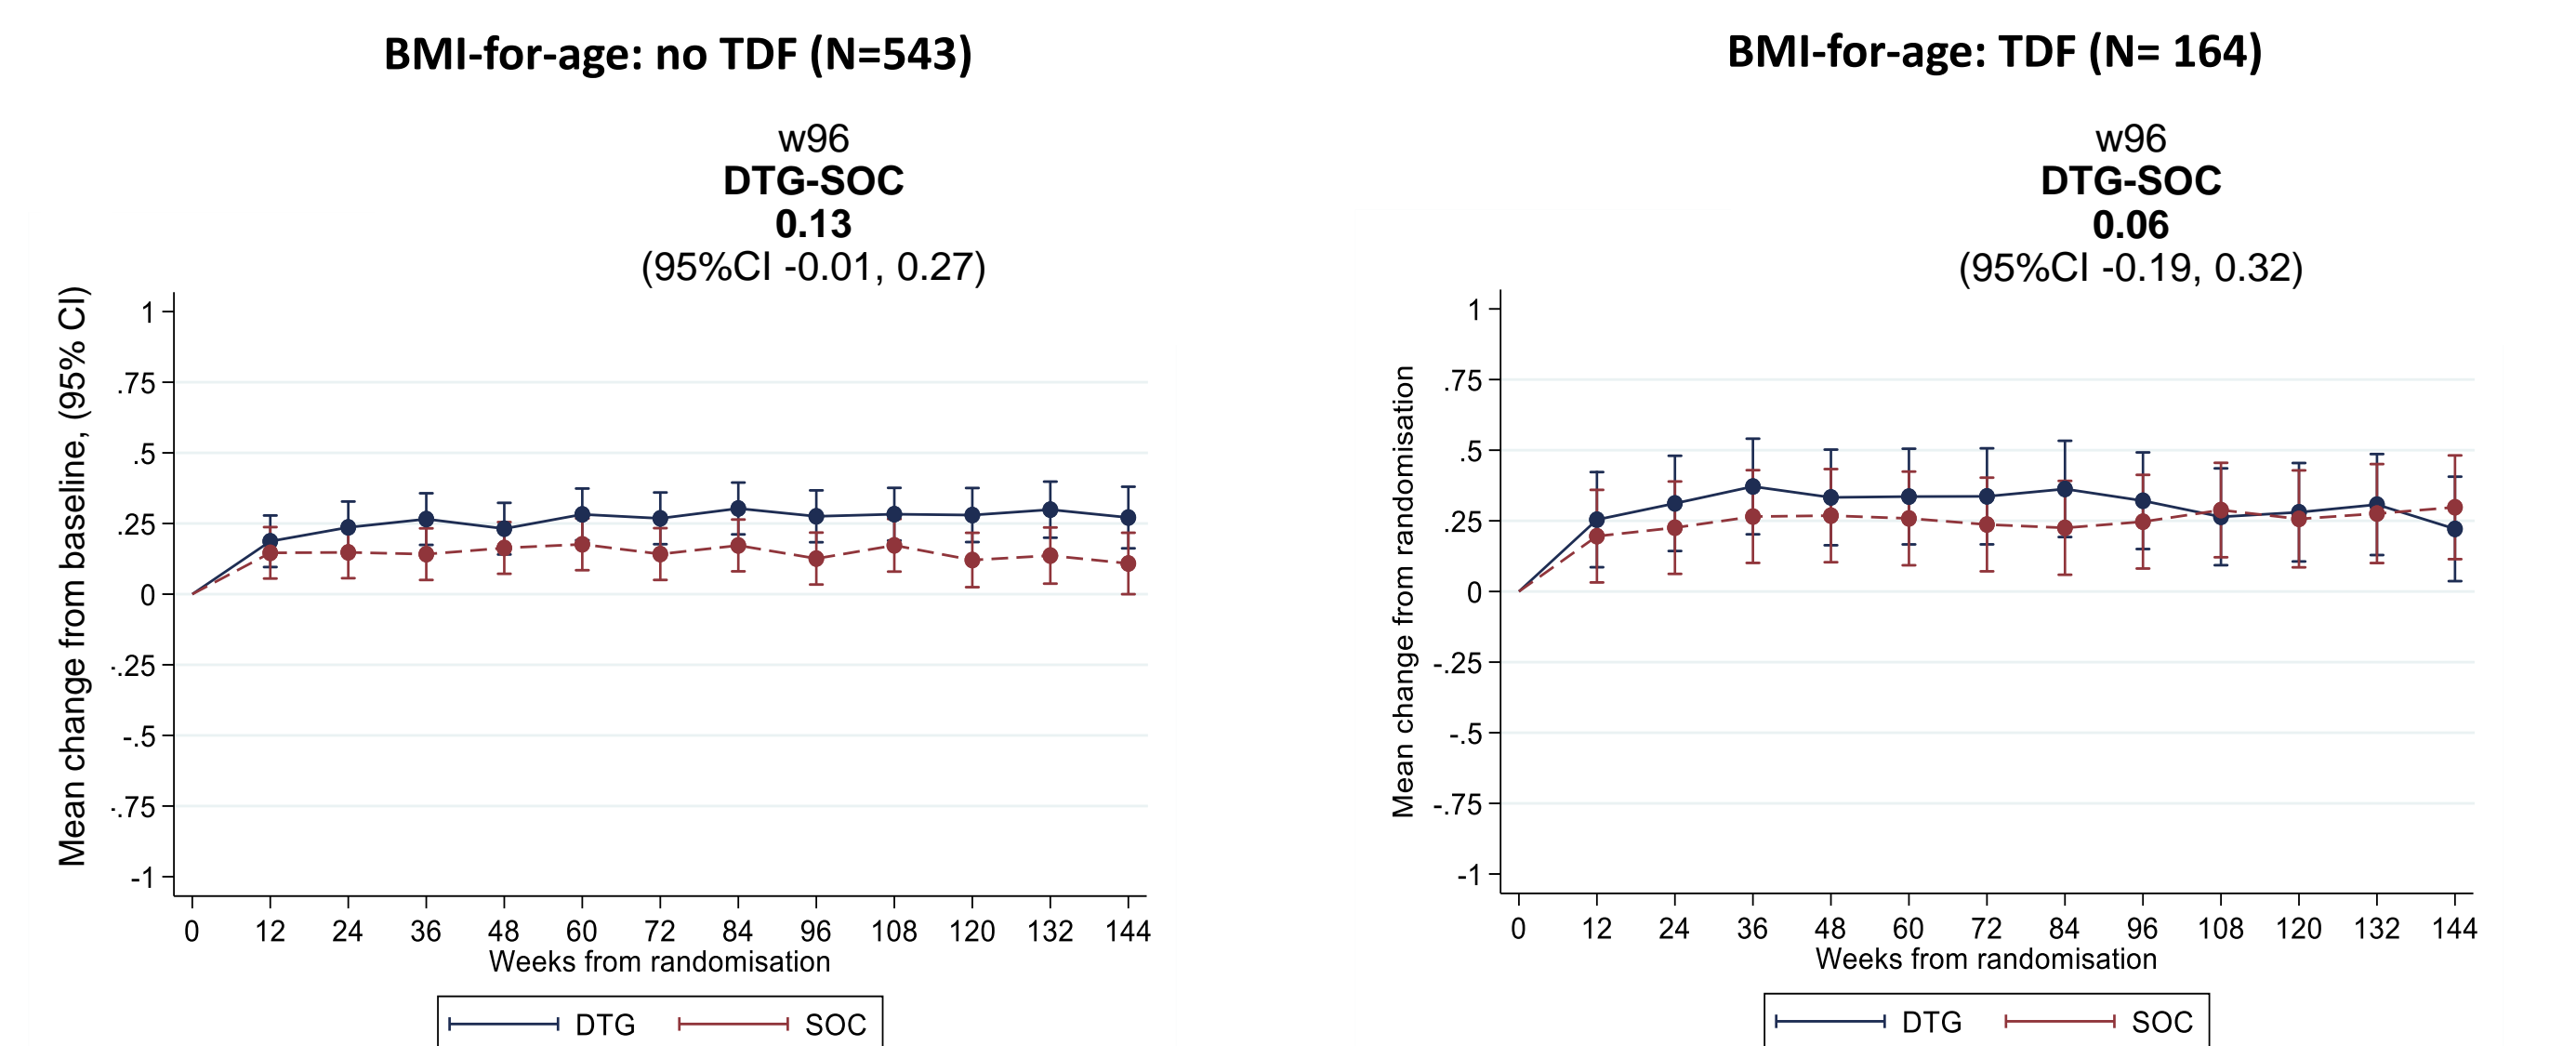 BMI-for-age: no TDF (N=543)
w96
DTG-SOC
0.13
(95%CI -0.01, 0.27)
Mean change from baseline, (95% CI)
1
.75
.5
.25
0
-.25
-.5
-.75
-1
0 12 24 36 48 60 72 84 96 108 120 132 144
Weeks from randomisation
DTG SOC
BMI-for-age: TDF (N= 164)
w96
DTG-SOC
0.06
(95%CI -0.19, 0.32)
Mean change from randomisation
1
.75
.5
.25
0
-.25
-.5
-.75
-1
0 12 24 36 48 60 72 84 96 108 120 132 144
Weeks from randomisation
DTG SOC